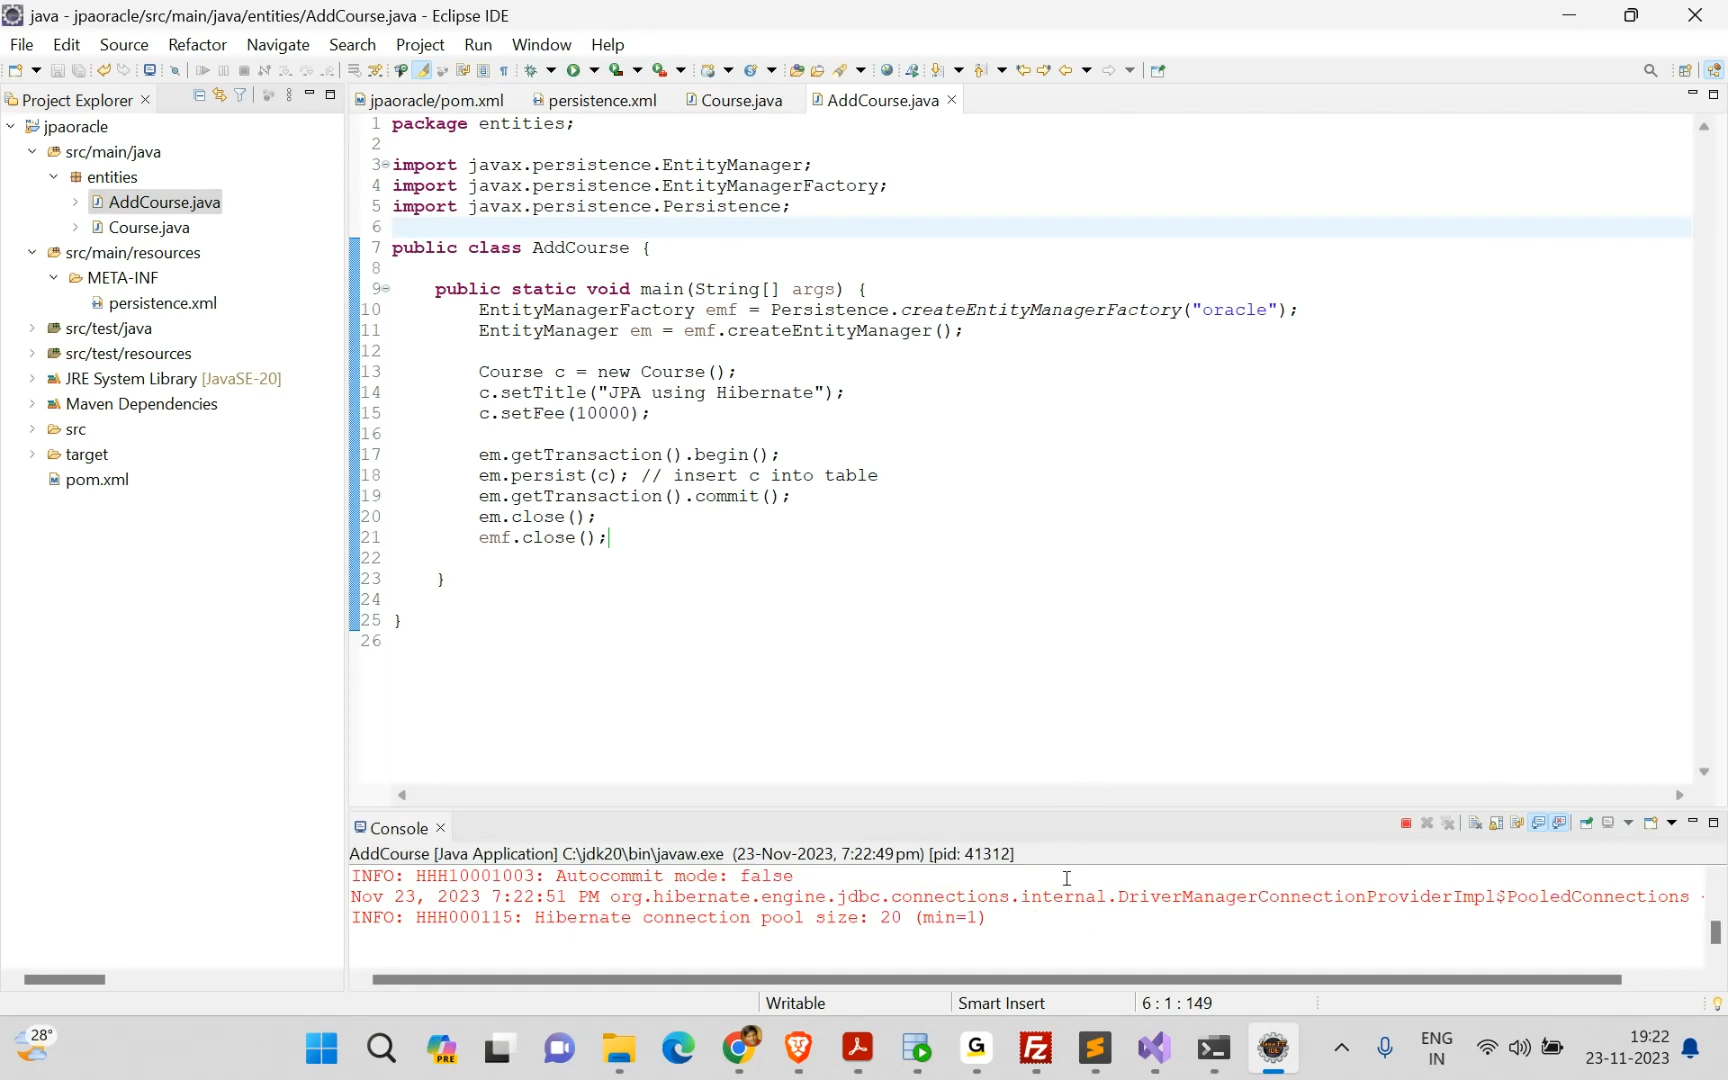 java - jpaoracle/src/main/java/entities/AddCourse.java - Eclipse IDE
File Edit Source Refactor Navigate Search Project Run Window Help
Project Explorer
jpaoracle/pom.xml persistence.xml Course.java AddCourse.java
jpaoracle
src/main/java
entities
AddCourse.java
Course.java
src/main/resources
META-INF
persistence.xml
src/test/java
src/test/resources
JRE System Library [JavaSE-20]
Maven Dependencies
src
target
pom.xml
1 package entities;
2
3 import javax.persistence.EntityManager;
4 import javax.persistence.EntityManagerFactory;
5 import javax.persistence.Persistence;
6
7 public class AddCourse {
8
9 public static void main(String[] args) {
10 EntityManagerFactory emf = Persistence.createEntityManagerFactory("oracle");
11 EntityManager em = emf.createEntityManager();
12
13 Course c = new Course();
14 c.setTitle("JPA using Hibernate");
15 c.setFee(10000);
16
17 em.getTransaction().begin();
18 em.persist(c); // insert c into table
19 em.getTransaction().commit();
20 em.close();
21 emf.close();
22
23 }
24
25 }
26
Console
AddCourse [Java Application] C:\jdk20\bin\javaw.exe (23-Nov-2023, 7:22:49 pm) [pid: 41312]
INFO: HHH10001003: Autocommit mode: false
Nov 23, 2023 7:22:51 PM org.hibernate.engine.jdbc.connections.internal.DriverManagerConnectionProviderImpl$PooledConnections
INFO: HHH000115: Hibernate connection pool size: 20 (min=1)
Writable Smart Insert 6 : 1 : 149
28°
PRE
ENG
IN
19:22
23-11-2023